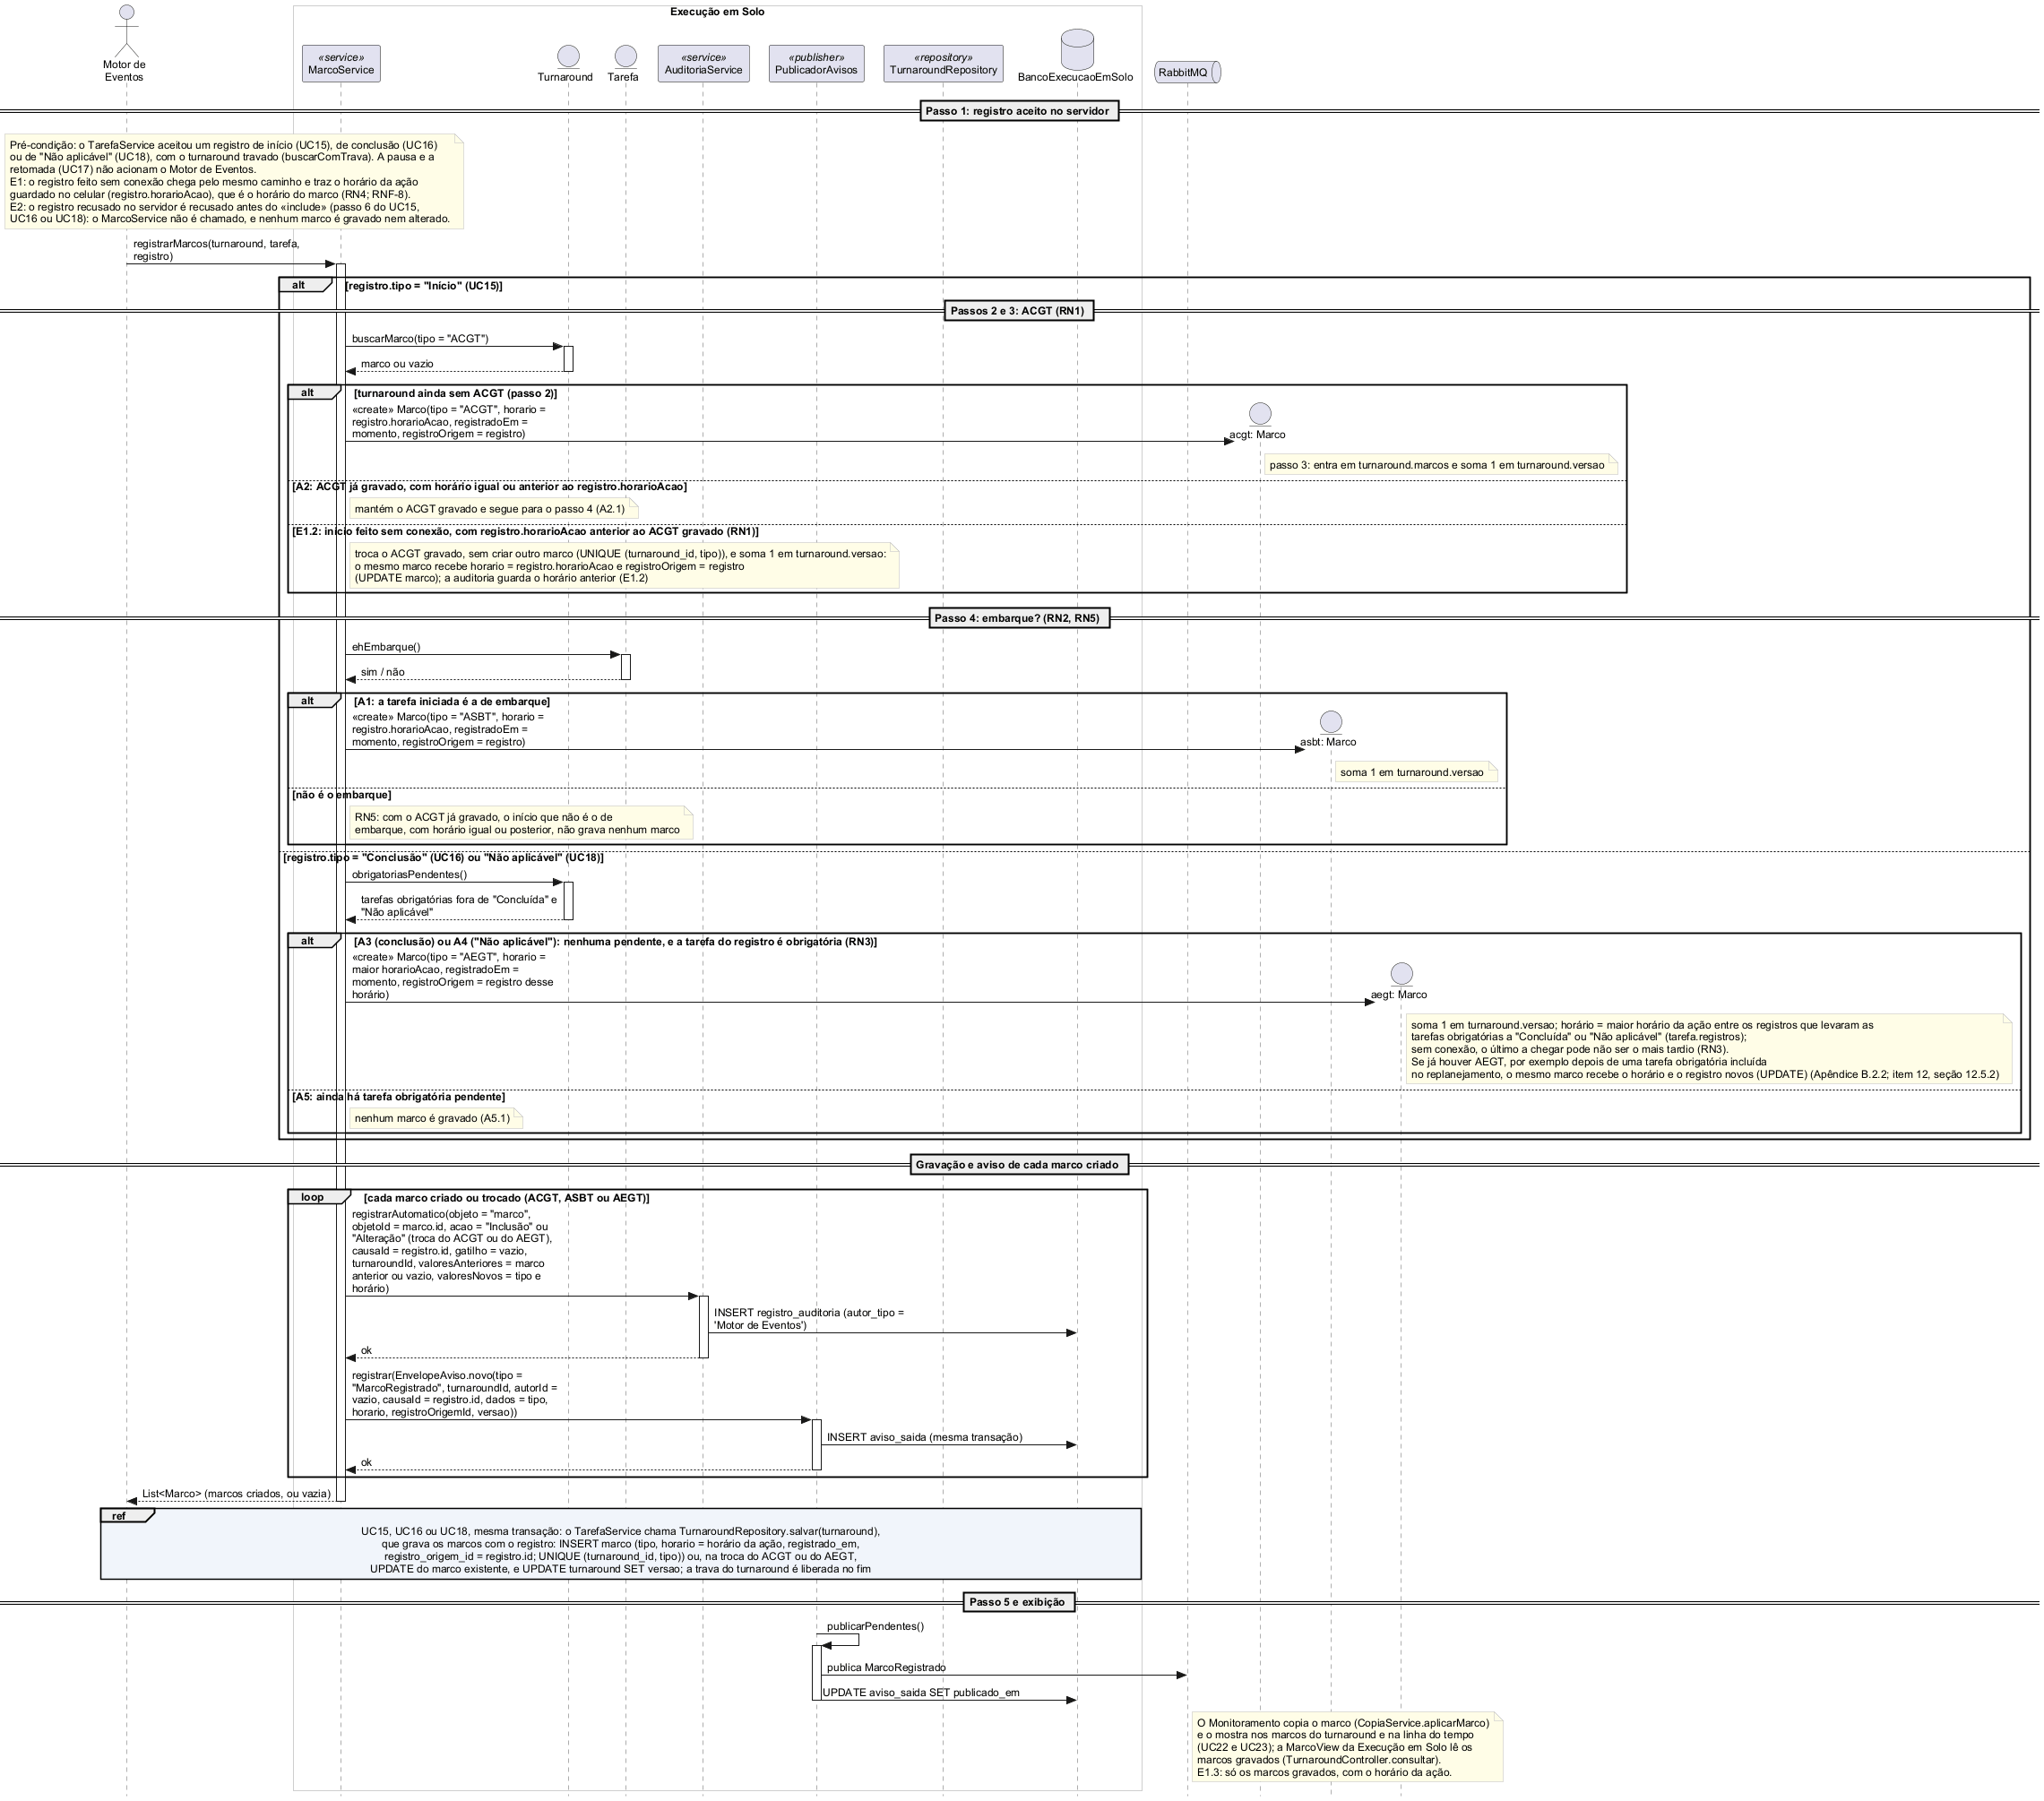 Execução em Solo
Motor de
Eventos
«service»
MarcoService
Turnaround
Tarefa
«service»
AuditoriaService
«publisher»
PublicadorAvisos
«repository»
TurnaroundRepository
BancoExecucaoEmSolo
RabbitMQ
Passo 1: registro aceito no servidor
Pré-condição: o TarefaService aceitou um registro de início (UC15), de conclusão (UC16)
ou de "Não aplicável" (UC18), com o turnaround travado (buscarComTrava). A pausa e a
retomada (UC17) não acionam o Motor de Eventos.
E1: o registro feito sem conexão chega pelo mesmo caminho e traz o horário da ação
guardado no celular (registro.horarioAcao), que é o horário do marco (RN4; RNF-8).
E2: o registro recusado no servidor é recusado antes do «include» (passo 6 do UC15,
UC16 ou UC18): o MarcoService não é chamado, e nenhum marco é gravado nem alterado.
registrarMarcos(turnaround, tarefa,
registro)
alt
[registro.tipo = "Início" (UC15)]
Passos 2 e 3: ACGT (RN1)
buscarMarco(tipo = "ACGT")
marco ou vazio
alt
[turnaround ainda sem ACGT (passo 2)]
«create» Marco(tipo = "ACGT", horario =
registro.horarioAcao, registradoEm =
momento, registroOrigem = registro)
acgt: Marco
passo 3: entra em turnaround.marcos e soma 1 em turnaround.versao
[A2: ACGT já gravado, com horário igual ou anterior ao registro.horarioAcao]
mantém o ACGT gravado e segue para o passo 4 (A2.1)
[E1.2: início feito sem conexão, com registro.horarioAcao anterior ao ACGT gravado (RN1)]
troca o ACGT gravado, sem criar outro marco (UNIQUE (turnaround_id, tipo)), e soma 1 em turnaround.versao:
o mesmo marco recebe horario = registro.horarioAcao e registroOrigem = registro
(UPDATE marco); a auditoria guarda o horário anterior (E1.2)
Passo 4: embarque? (RN2, RN5)
ehEmbarque()
sim / não
alt
[A1: a tarefa iniciada é a de embarque]
«create» Marco(tipo = "ASBT", horario =
registro.horarioAcao, registradoEm =
momento, registroOrigem = registro)
asbt: Marco
soma 1 em turnaround.versao
[não é o embarque]
RN5: com o ACGT já gravado, o início que não é o de
embarque, com horário igual ou posterior, não grava nenhum marco
[registro.tipo = "Conclusão" (UC16) ou "Não aplicável" (UC18)]
obrigatoriasPendentes()
tarefas obrigatórias fora de "Concluída" e
"Não aplicável"
alt
[A3 (conclusão) ou A4 ("Não aplicável"): nenhuma pendente, e a tarefa do registro é obrigatória (RN3)]
«create» Marco(tipo = "AEGT", horario =
maior horarioAcao, registradoEm =
momento, registroOrigem = registro desse
horário)
aegt: Marco
soma 1 em turnaround.versao; horário = maior horário da ação entre os registros que levaram as
tarefas obrigatórias a "Concluída" ou "Não aplicável" (tarefa.registros);
sem conexão, o último a chegar pode não ser o mais tardio (RN3).
Se já houver AEGT, por exemplo depois de uma tarefa obrigatória incluída
no replanejamento, o mesmo marco recebe o horário e o registro novos (UPDATE) (Apêndice B.2.2; item 12, seção 12.5.2)
[A5: ainda há tarefa obrigatória pendente]
nenhum marco é gravado (A5.1)
Gravação e aviso de cada marco criado
loop
[cada marco criado ou trocado (ACGT, ASBT ou AEGT)]
registrarAutomatico(objeto = "marco",
objetoId = marco.id, acao = "Inclusão" ou
"Alteração" (troca do ACGT ou do AEGT),
causaId = registro.id, gatilho = vazio,
turnaroundId, valoresAnteriores = marco
anterior ou vazio, valoresNovos = tipo e
horário)
INSERT registro_auditoria (autor_tipo =
'Motor de Eventos')
ok
registrar(EnvelopeAviso.novo(tipo =
"MarcoRegistrado", turnaroundId, autorId =
vazio, causaId = registro.id, dados = tipo,
horario, registroOrigemId, versao))
INSERT aviso_saida (mesma transação)
ok
List<Marco> (marcos criados, ou vazia)
ref
UC15, UC16 ou UC18, mesma transação: o TarefaService chama TurnaroundRepository.salvar(turnaround),
que grava os marcos com o registro: INSERT marco (tipo, horario = horário da ação, registrado_em,
registro_origem_id = registro.id; UNIQUE (turnaround_id, tipo)) ou, na troca do ACGT ou do AEGT,
UPDATE do marco existente, e UPDATE turnaround SET versao; a trava do turnaround é liberada no fim
Passo 5 e exibição
publicarPendentes()
publica MarcoRegistrado
UPDATE aviso_saida SET publicado_em
O Monitoramento copia o marco (CopiaService.aplicarMarco)
e o mostra nos marcos do turnaround e na linha do tempo
(UC22 e UC23); a MarcoView da Execução em Solo lê os
marcos gravados (TurnaroundController.consultar).
E1.3: só os marcos gravados, com o horário da ação.